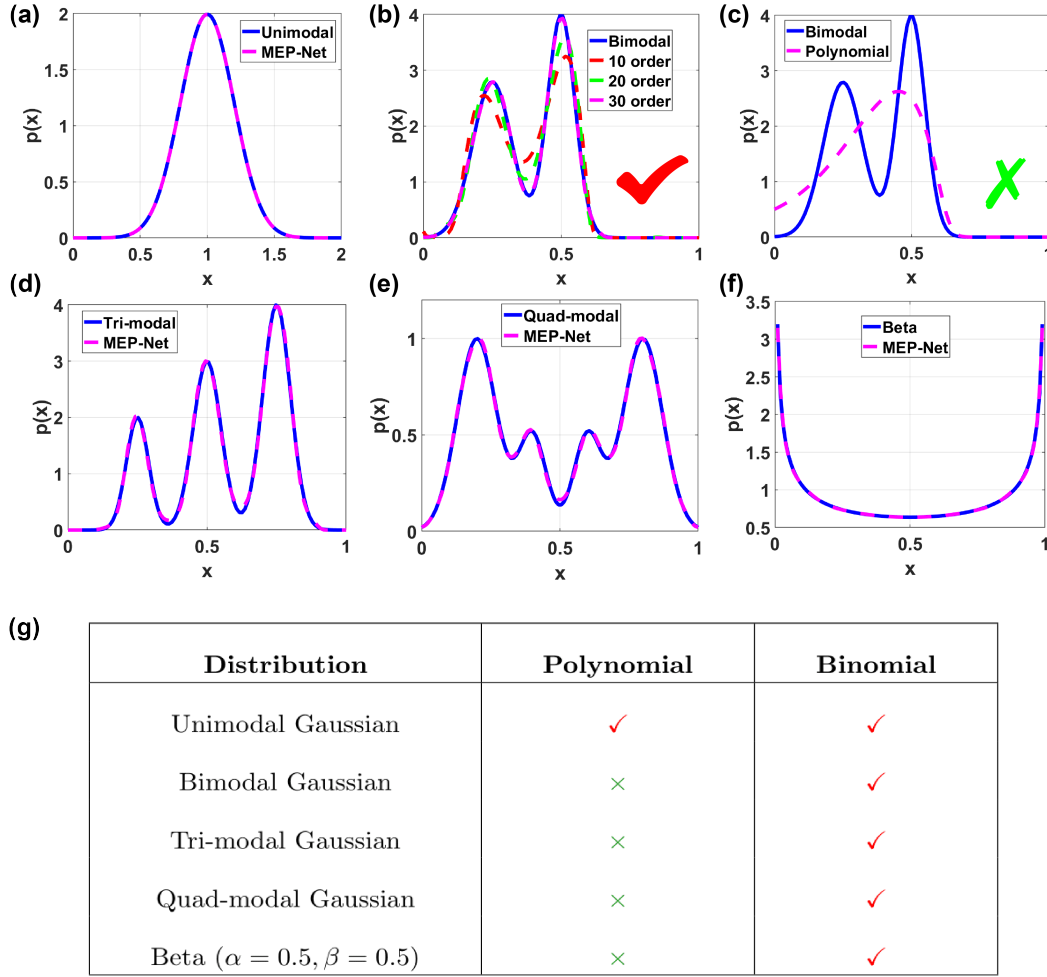 (a)
2
1.5
1
0.5
0
0
0.5
1
1.5
2
p(x)
x
Unimodal
MEP-Net
(b)
4
3
2
1
0
0
0.5
1
p(x)
x
Bimodal
10 order
20 order
30 order
(c)
4
3
2
1
0
0
0.5
1
p(x)
x
Bimodal
Polynomial
(d)
4
3
2
1
0
0
0.5
1
p(x)
x
Tri-modal
MEP-Net
(e)
1
0.5
0
0
0.5
1
p(x)
x
Quad-modal
MEP-Net
(f)
3.5
3
2.5
2
1.5
1
0.5
0
0.5
1
p(x)
x
Beta
MEP-Net
(g)
Distribution Polynomial Binomial
Unimodal Gaussian ✓ ✓
Bimodal Gaussian × ✓
Tri-modal Gaussian × ✓
Quad-modal Gaussian × ✓
Beta (α = 0.5, β = 0.5) × ✓